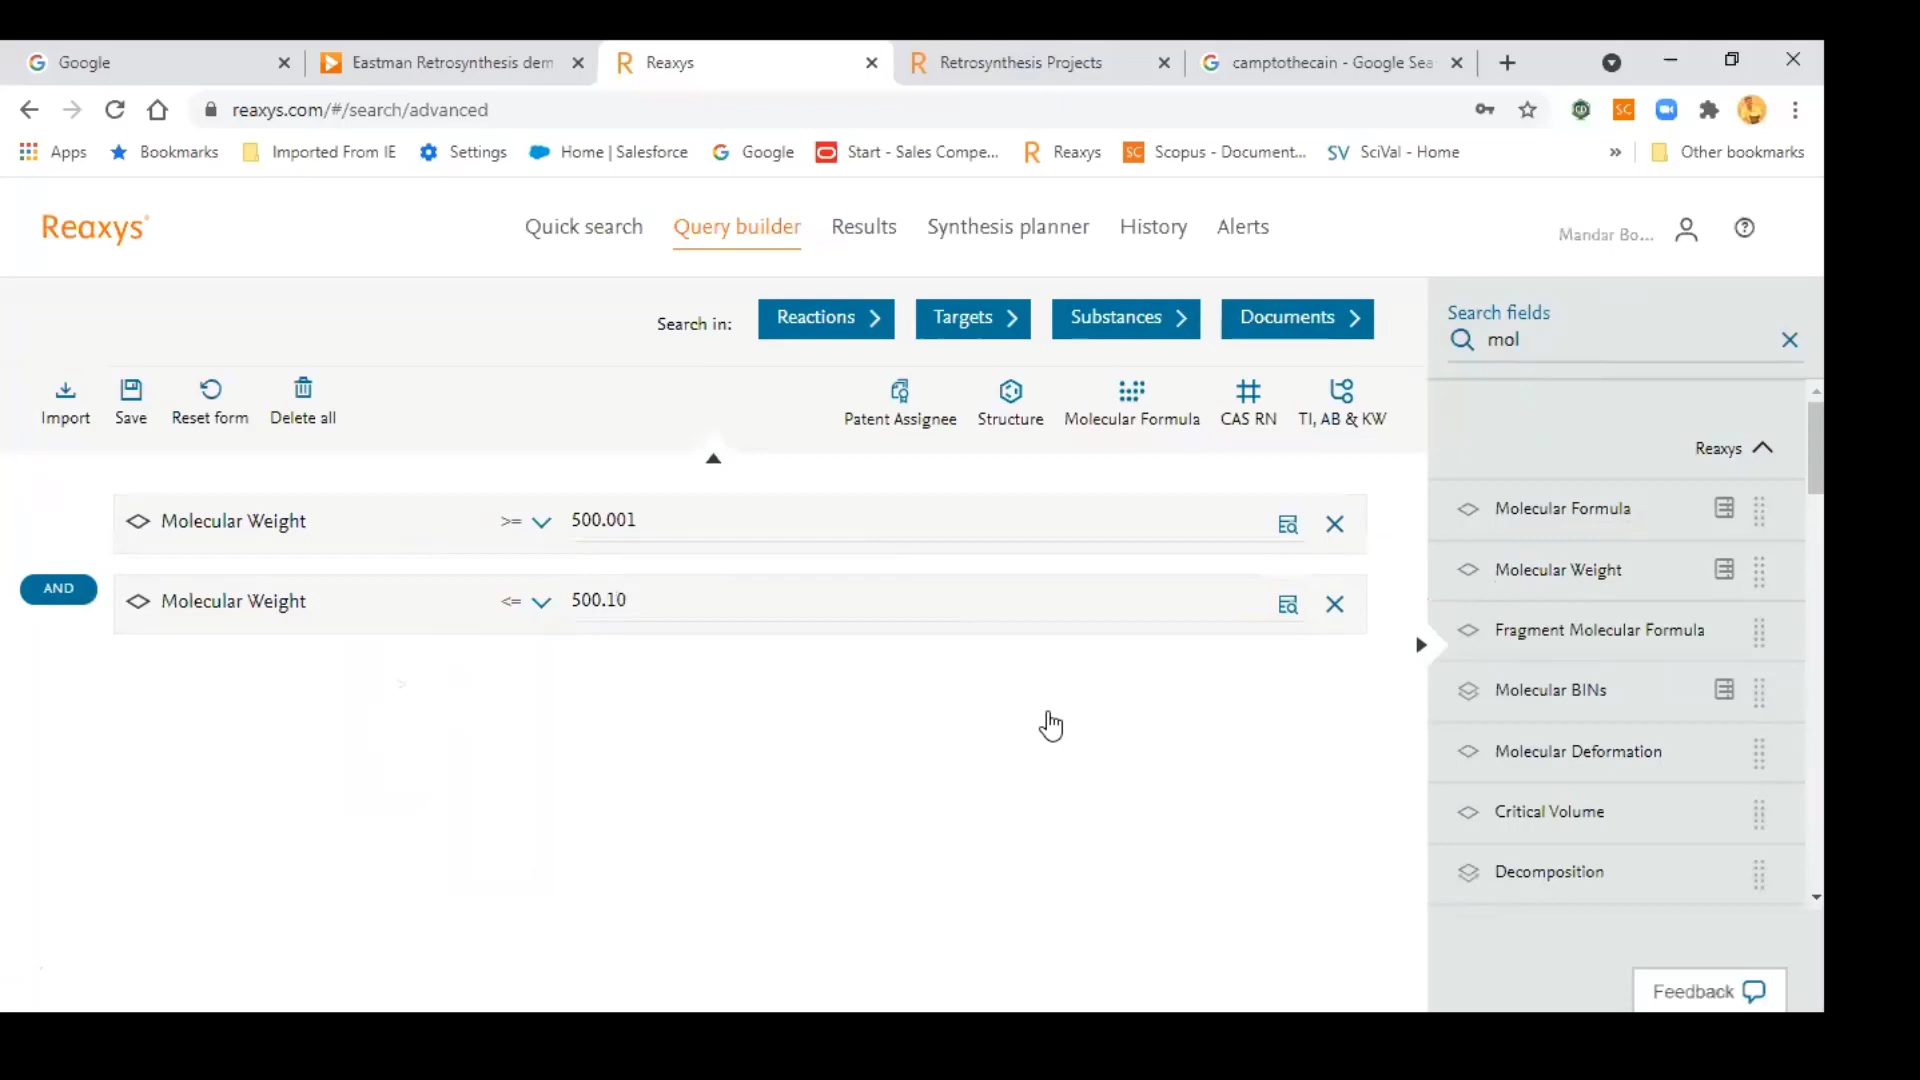 Google
Eastman Retrosynthesis dem
Reaxys
Retrosynthesis Projects
camptothecain - Google Sea
reaxys.com/#/search/advanced
SC
Apps
Bookmarks
Imported From IE
Settings
Home | Salesforce
Google
Start - Sales Compe...
Reaxys
SC
Scopus - Document...
SV
SciVal - Home
»
Other bookmarks
Reaxys®
Quick search
Query builder
Results
Synthesis planner
History
Alerts
Mandar Bo...
Search in:
Reactions
Targets
Substances
Documents
Search fields
mol
Import
Save
Reset form
Delete all
Patent Assignee
Structure
Molecular Formula
CAS RN
TI, AB & KW
Reaxys
Molecular Weight >= 500.001
AND
Molecular Weight <= 500.10
Molecular Formula
Molecular Weight
Fragment Molecular Formula
Molecular BINs
Molecular Deformation
Critical Volume
Decomposition
Feedback